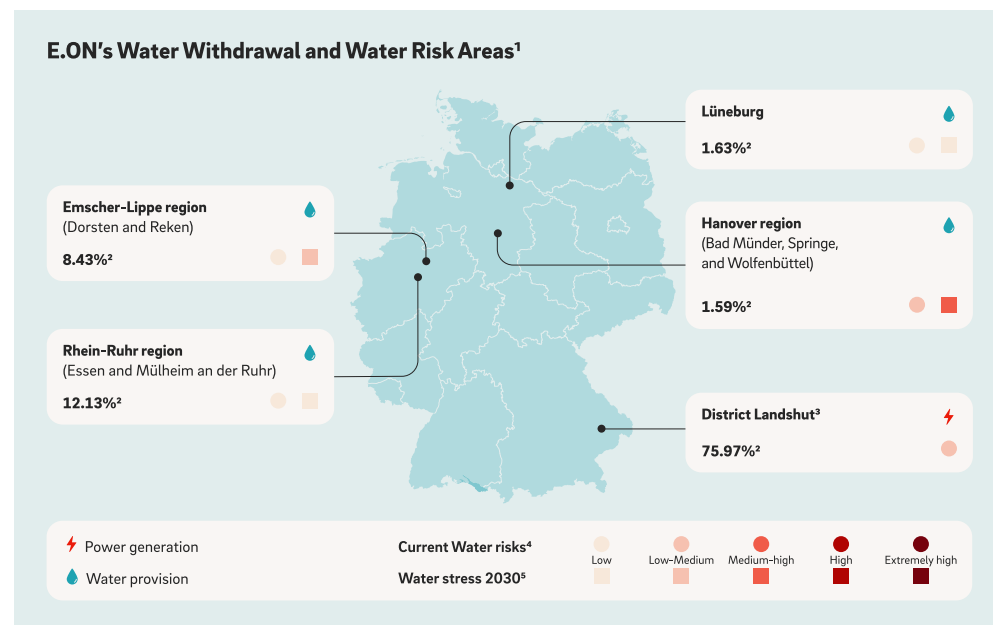 E.ON’s Water Withdrawal and Water Risk Areas¹
Lüneburg
1.63%²
Emscher-Lippe region
(Dorsten and Reken)
8.43%²
Hanover region
(Bad Münder, Springe,
and Wolfenbüttel)
1.59%²
Rhein-Ruhr region
(Essen and Mülheim an der Ruhr)
12.13%²
District Landshut³
75.97%²
Power generation
Water provision
Current Water risks⁴
Low Low-Medium Medium-high High Extremely high
Water stress 2030⁵